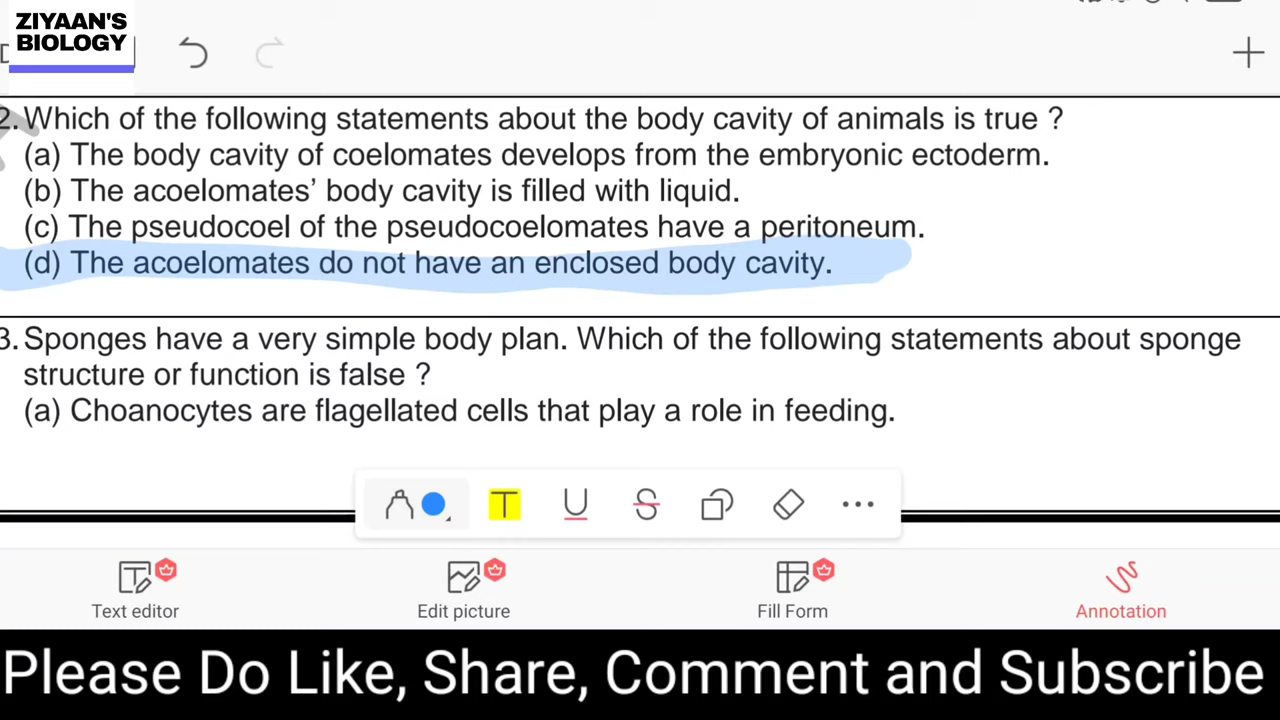 ZIYAAN'S
BIOLOGY
2. Which of the following statements about the body cavity of animals is true ?
(a) The body cavity of coelomates develops from the embryonic ectoderm.
(b) The acoelomates’ body cavity is filled with liquid.
(c) The pseudocoel of the pseudocoelomates have a peritoneum.
(d) The acoelomates do not have an enclosed body cavity.
3. Sponges have a very simple body plan. Which of the following statements about sponge
structure or function is false ?
(a) Choanocytes are flagellated cells that play a role in feeding.
T U S
Text editor
Edit picture
Fill Form
Annotation
Please Do Like, Share, Comment and Subscribe